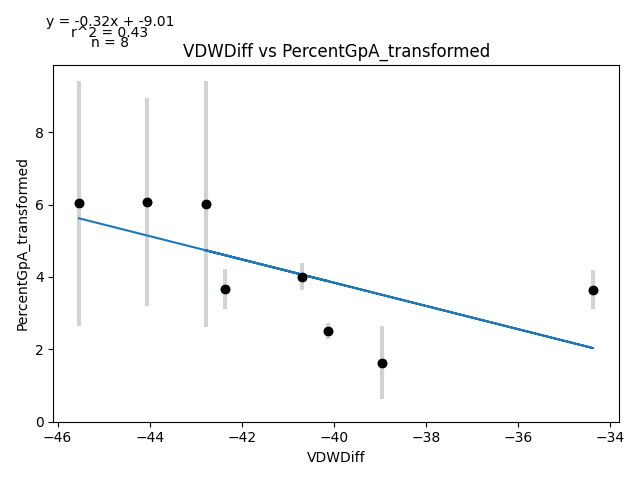 y = -0.32x + -9.01
r^2 = 0.43
n = 8
VDWDiff vs PercentGpA_transformed
PercentGpA_transformed
8
6
4
2
0
−46 −44 −42 −40 −38 −36 −34
VDWDiff